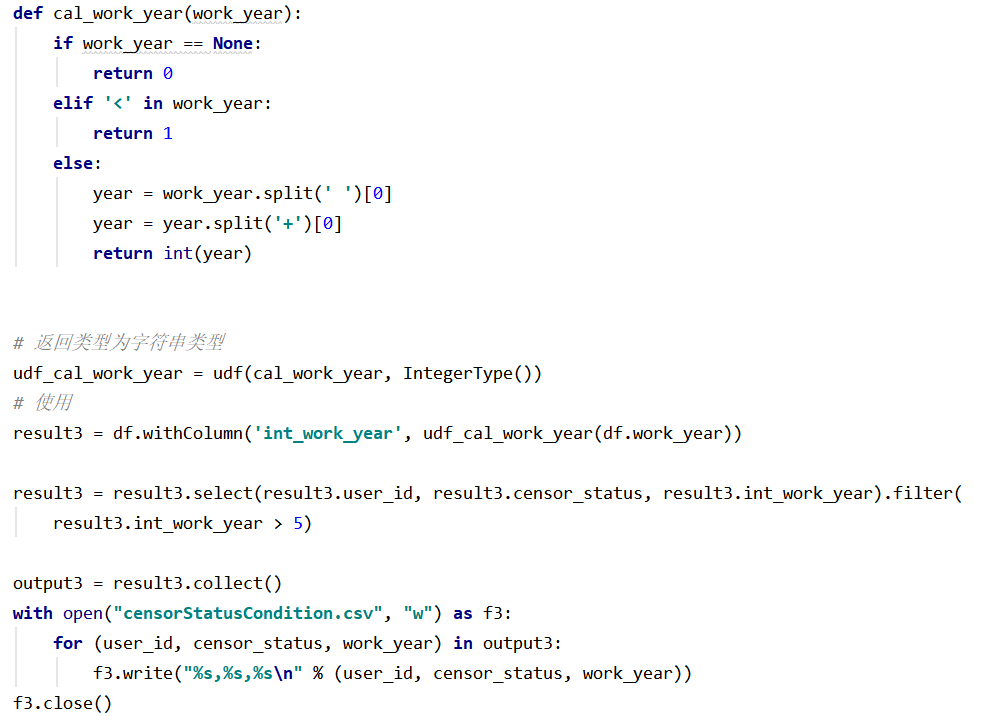 def cal_work_year(work_year):
    if work_year == None:
        return 0
    elif '<' in work_year:
        return 1
    else:
        year = work_year.split(' ')[0]
        year = year.split('+')[0]
        return int(year)
# 返回类型为字符串类型
udf_cal_work_year = udf(cal_work_year, IntegerType())
# 使用
result3 = df.withColumn('int_work_year', udf_cal_work_year(df.work_year))
result3 = result3.select(result3.user_id, result3.censor_status, result3.int_work_year).filter(
    result3.int_work_year > 5)
output3 = result3.collect()
with open("censorStatusCondition.csv", "w") as f3:
    for (user_id, censor_status, work_year) in output3:
        f3.write("%s,%s,%s\n" % (user_id, censor_status, work_year))
f3.close()